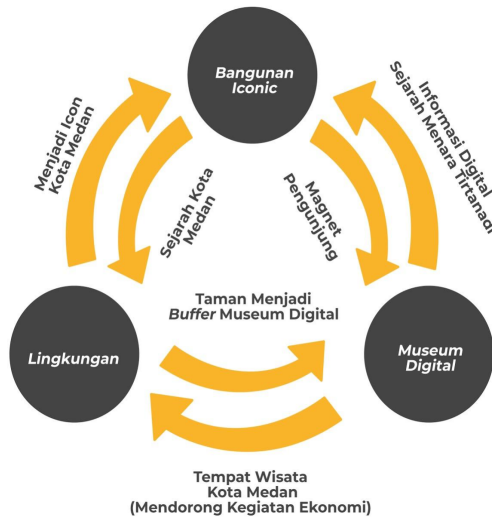 Bangunan
Iconic
Menjadi Icon
Kota Medan
Sejarah Kota
Medan
Magnet
Pengunjung
Informasi Digital
Sejarah Menara Tirtanadi
Taman Menjadi
Buffer Museum Digital
Lingkungan
Museum
Digital
Tempat Wisata
Kota Medan
(Mendorong Kegiatan Ekonomi)